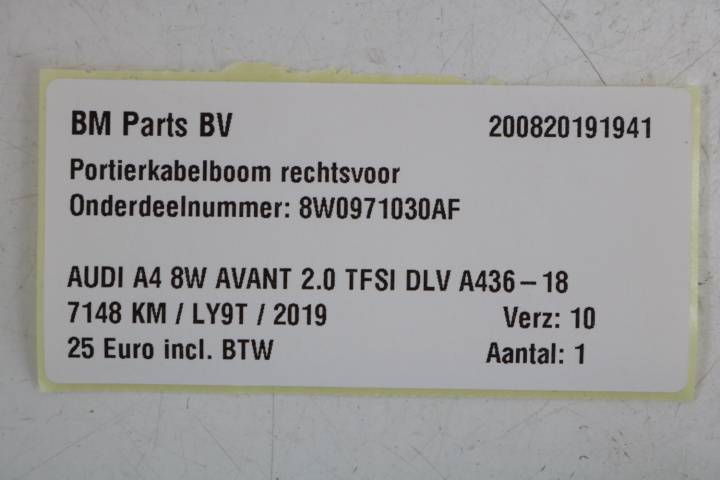 BM Parts BV 200820191941
Portierkabelboom rechtsvoor
Onderdeelnummer: 8W0971030AF
AUDI A4 8W AVANT 2.0 TFSI DLV A436-18
7148 KM / LY9T / 2019 Verz: 10
25 Euro incl. BTW Aantal: 1